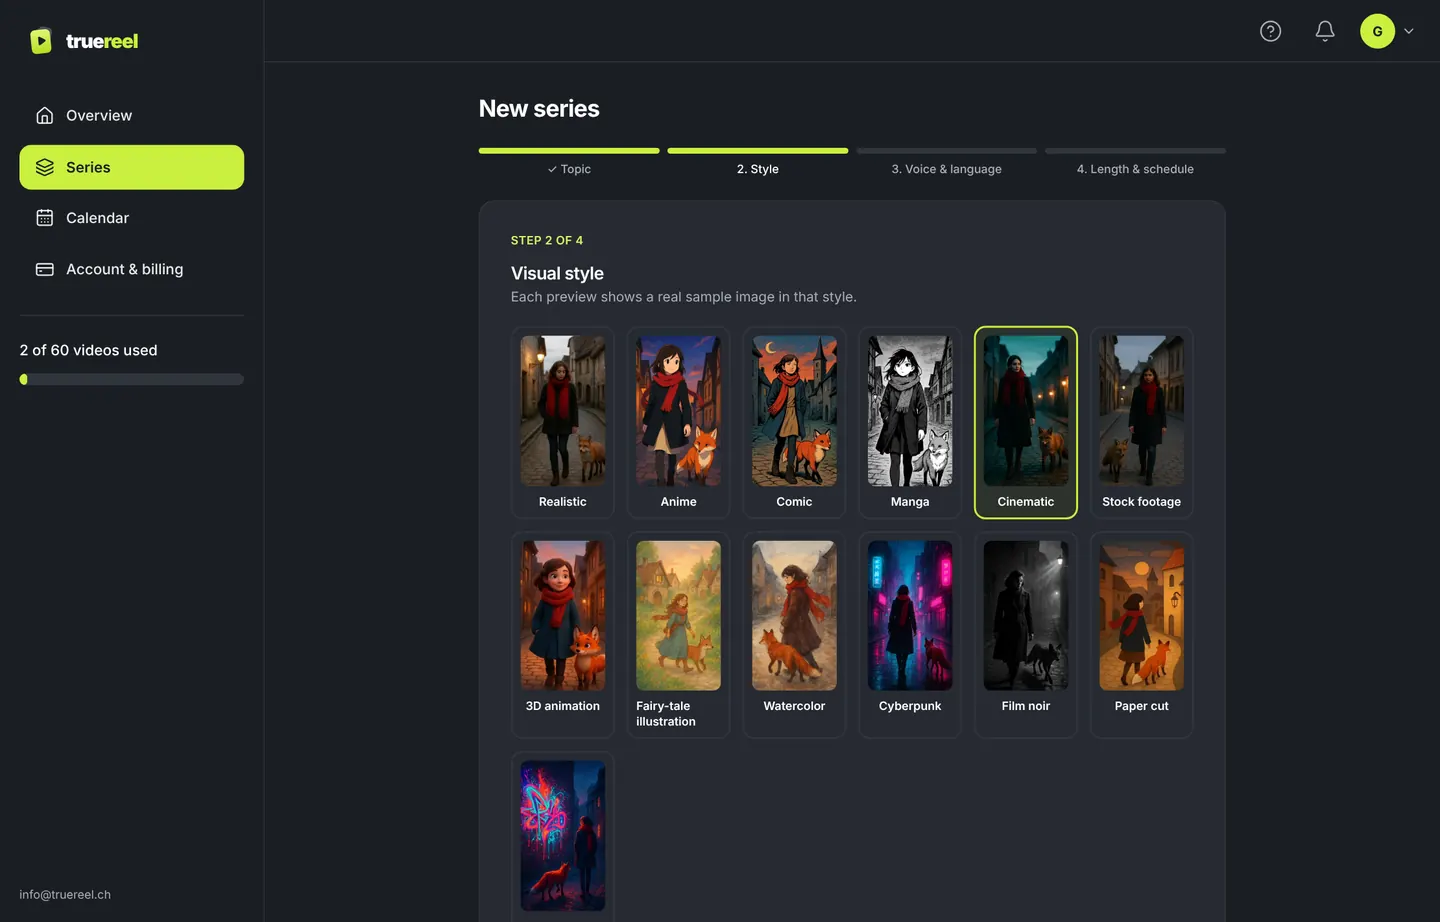 truereel
G
Overview
Series
Calendar
Account & billing
2 of 60 videos used
info@truereel.ch
New series
Topic
2. Style
3. Voice & language
4. Length & schedule
STEP 2 OF 4
Visual style
Each preview shows a real sample image in that style.
Realistic
Anime
Comic
Manga
Cinematic
Stock footage
3D animation
Fairy-tale
illustration
Watercolor
Cyberpunk
Film noir
Paper cut